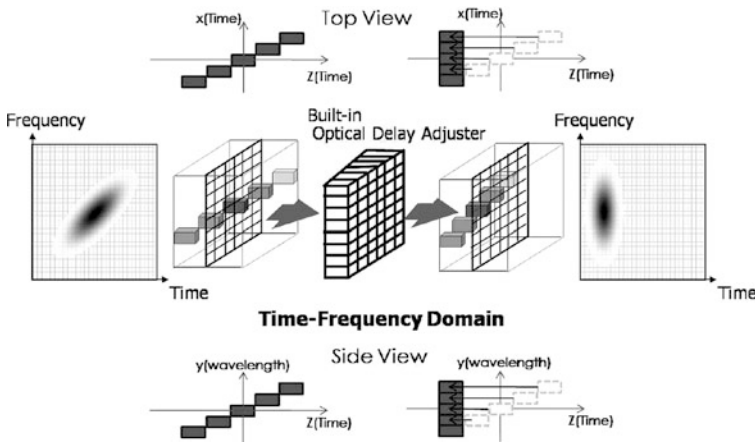 x(Time)
Top View
x(Time)
Z(Time)
Z(Time)
Built-in
Optical Delay Adjuster
Frequency
Frequency
Time
Time
Time-Frequency Domain
Side View
y(wavelength)
y(wavelength)
Z(Time)
Z(Time)